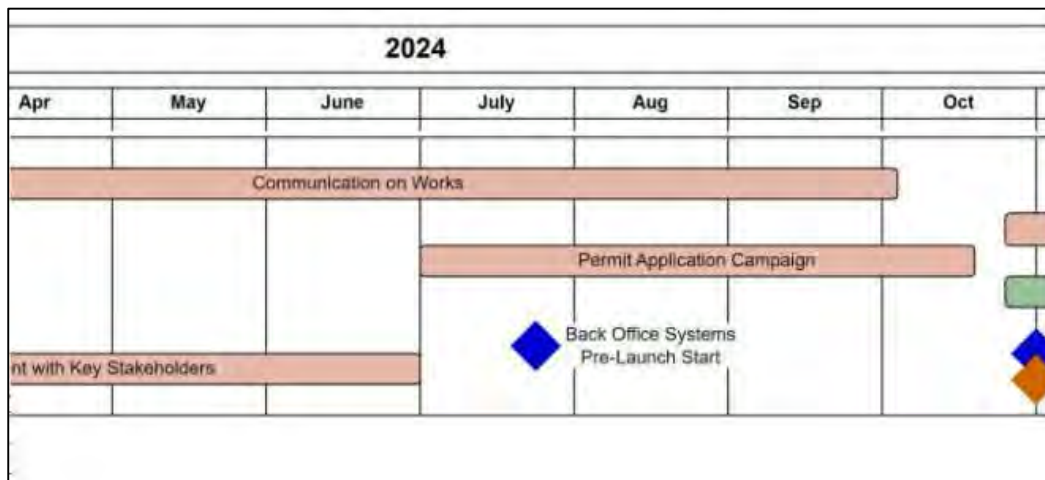 2024
Apr May June July Aug Sep Oct
Communication on Works
Permit Application Campaign
Back Office Systems
Pre-Launch Start
nt with Key Stakeholders